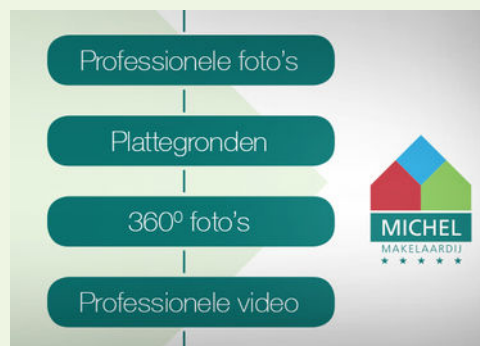 Professionele foto's
Plattegronden
360º foto's
Professionele video
MICHEL
MAKELAARDIJ